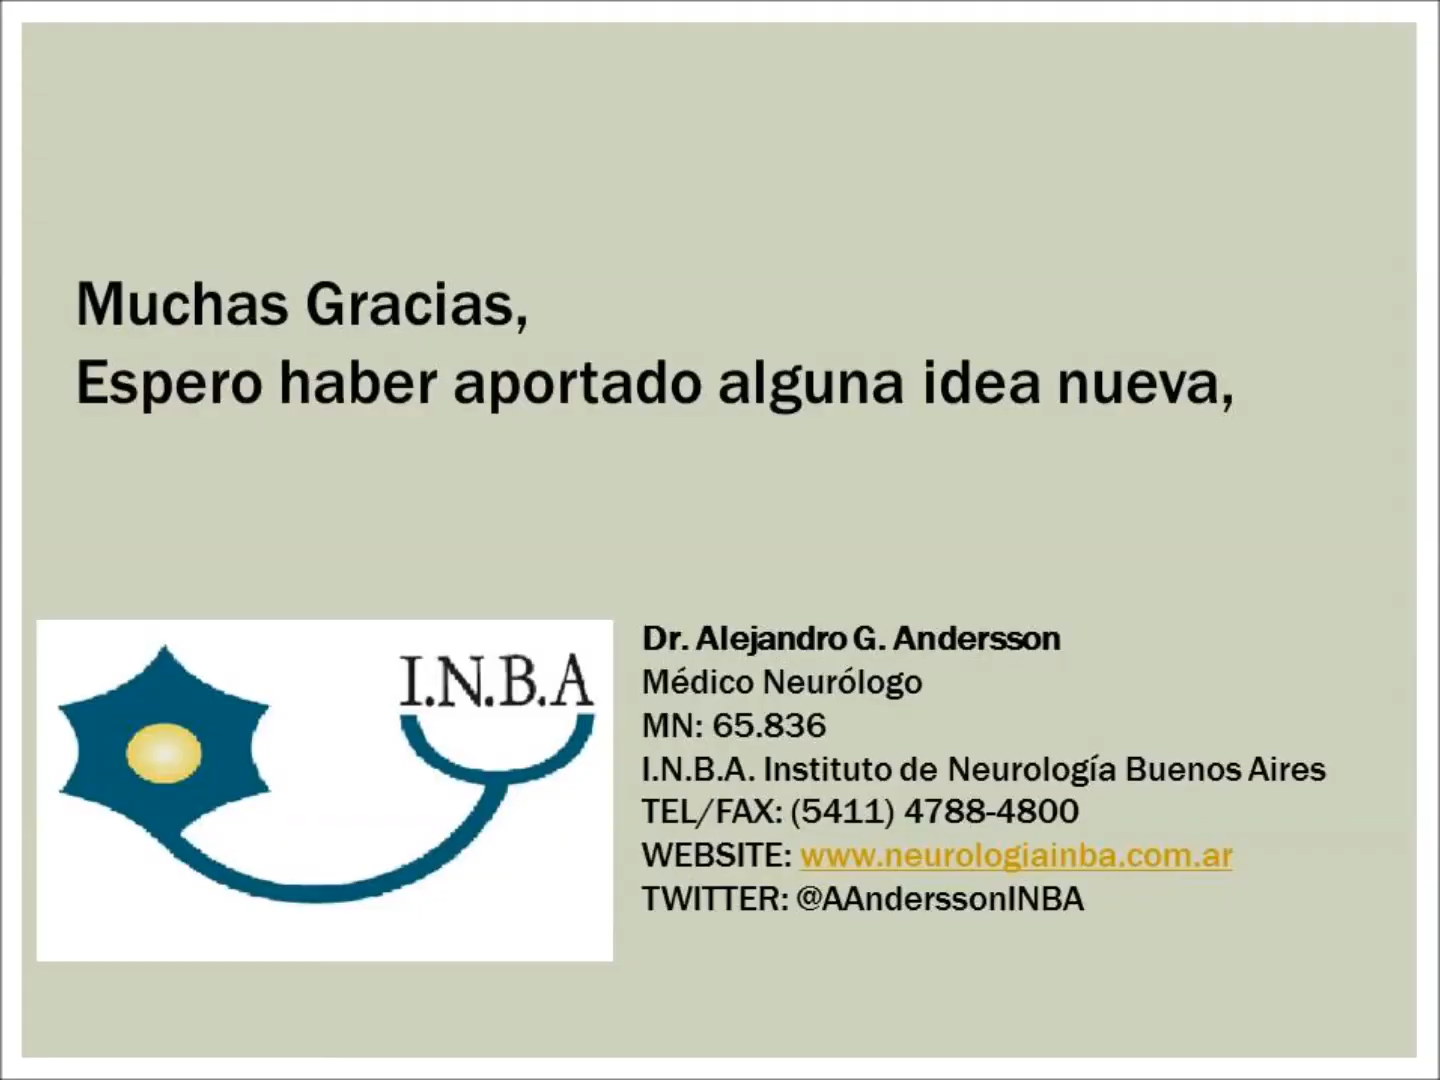 Muchas Gracias,
Espero haber aportado alguna idea nueva,
I.N.B.A
Dr. Alejandro G. Andersson
Médico Neurólogo
MN: 65.836
I.N.B.A. Instituto de Neurología Buenos Aires
TEL/FAX: (5411) 4788-4800
WEBSITE: www.neurologiainba.com.ar
TWITTER: @AAnderssonINBA